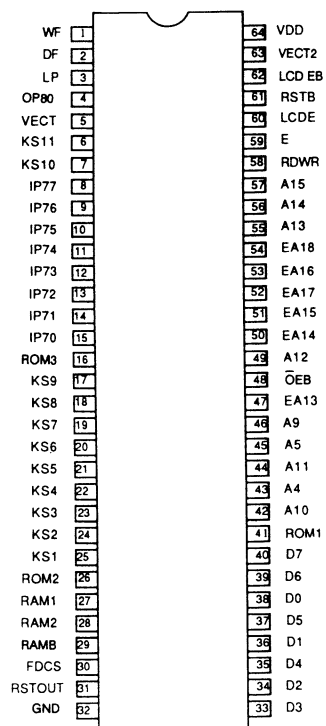 WF 1 64 VDD
DF 2 63 VECT2
LP 3 62 LCD EB
OP80 4 61 RSTB
VECT 5 60 LCDE
KS11 6 59 E
KS10 7 58 RDWR
IP77 8 57 A15
IP76 9 56 A14
IP75 10 55 A13
IP74 11 54 EA18
IP73 12 53 EA16
IP72 13 52 EA17
IP71 14 51 EA15
IP70 15 50 EA14
ROM3 16 49 A12
KS9 17 48 O̅EB
KS8 18 47 EA13
KS7 19 46 A9
KS6 20 45 A5
KS5 21 44 A11
KS4 22 43 A4
KS3 23 42 A10
KS2 24 41 ROM1
KS1 25 40 D7
ROM2 26 39 D6
RAM1 27 38 D0
RAM2 28 37 D5
RAMB 29 36 D1
FDCS 30 35 D4
RSTOUT 31 34 D2
GND 32 33 D3